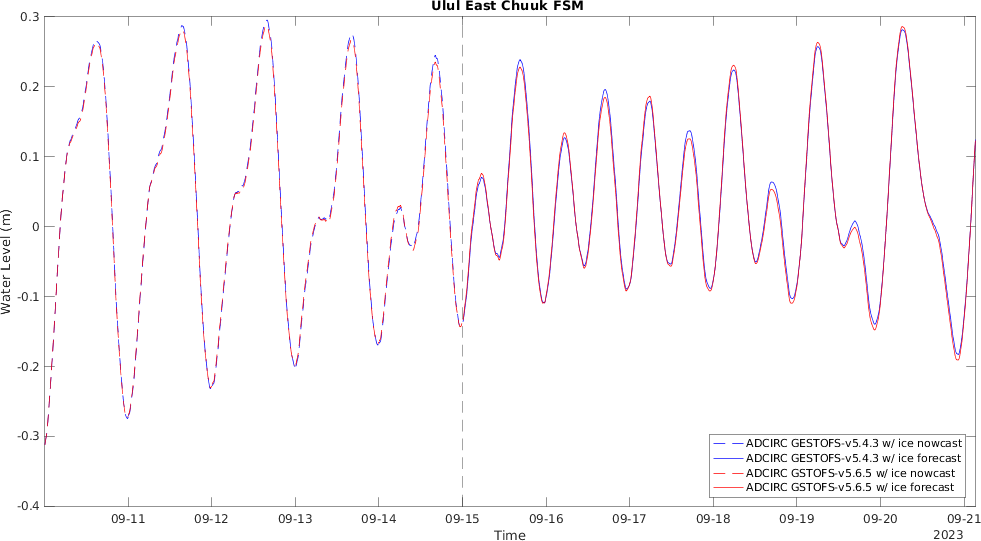 Ulul East Chuuk FSM
0.3
0.2
0.1
0
-0.1
-0.2
-0.3
-0.4
Water Level (m)
ADCIRC GESTOFS-v5.4.3 w/ ice nowcast
ADCIRC GESTOFS-v5.4.3 w/ ice forecast
ADCIRC GSTOFS-v5.6.5 w/ ice nowcast
ADCIRC GSTOFS-v5.6.5 w/ ice forecast
09-11 09-12 09-13 09-14 09-15 09-16 09-17 09-18 09-19 09-20 09-21
Time 2023